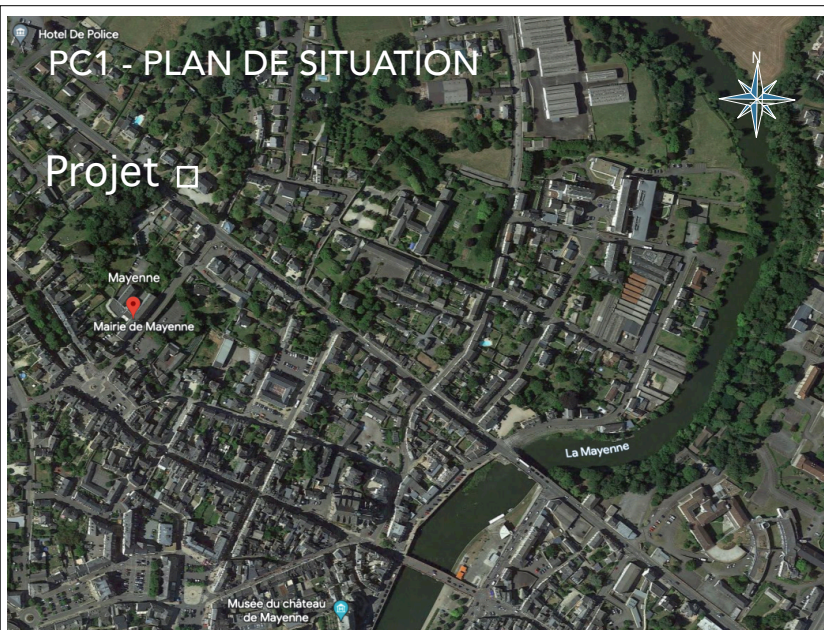 Hotel De Police
PC1 - PLAN DE SITUATION
N
Projet
Mayenne
Mairie de Mayenne
La Mayenne
Musée du château
de Mayenne